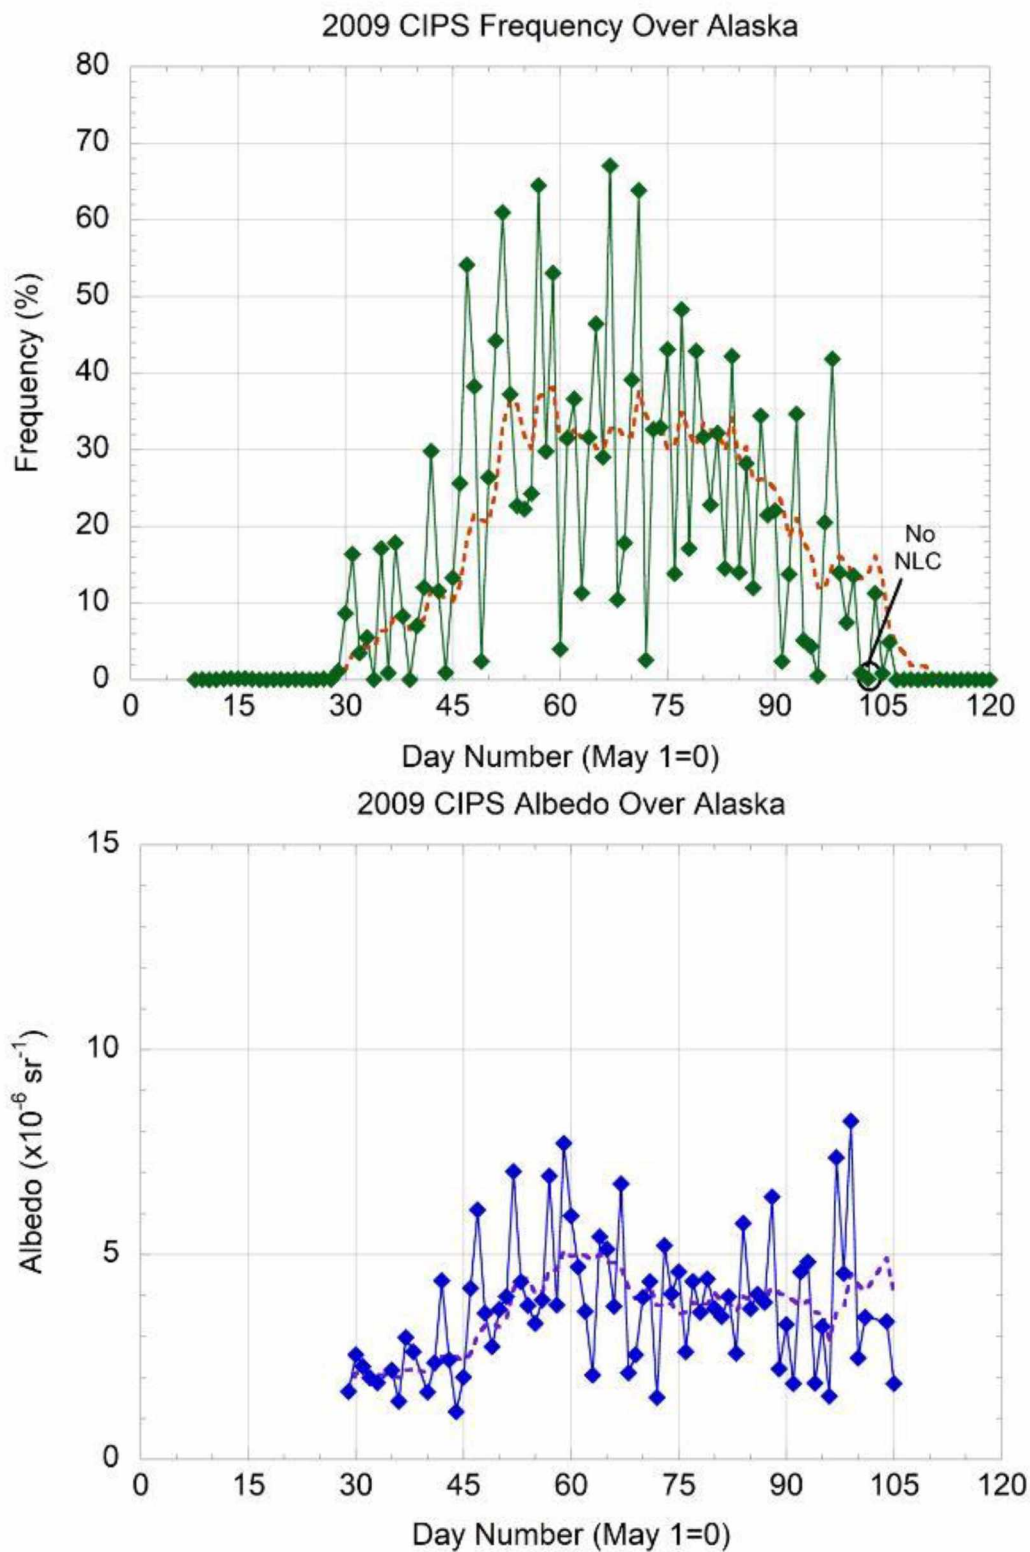 2009 CIPS Frequency Over Alaska
80
70
60
50
40
30
20
10
0
Frequency (%)
No
NLC
0 15 30 45 60 75 90 105 120
Day Number (May 1=0)
2009 CIPS Albedo Over Alaska
15
10
5
0
Albedo (x10⁻⁶ sr⁻¹)
0 15 30 45 60 75 90 105 120
Day Number (May 1=0)